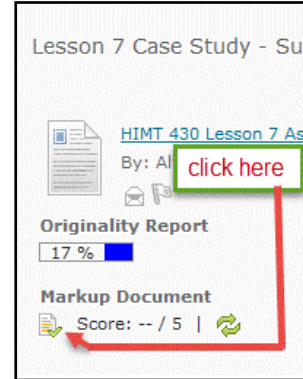 Lesson 7 Case Study - Su
HIMT 430 Lesson 7 As
By: Al
click here
Originality Report
17 %
Markup Document
Score: -- / 5 |